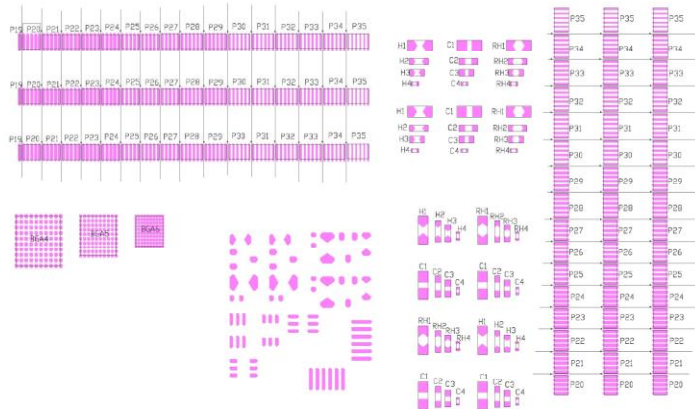 P19 P20 P21 P22 P23 P24 P25 P26 P27 P28 P29 P30 P31 P32 P33 P34 P35
P19 P20 P21 P22 P23 P24 P25 P26 P27 P28 P29 P30 P31 P32 P33 P34 P35
P19 P20 P21 P22 P23 P24 P25 P26 P27 P28 P29 P30 P31 P32 P33 P34 P35
BGA4 BGA5 BGA6
H1 C1 RH1
H2 C2 RH2
H3 C3 RH3
H4 C4 RH4
H1 C1 RH1
H2 C2 RH2
H3 C3 RH3
H4 C4 RH4
H1 H2 H3 H4 RH1 RH2 RH3 RH4
C1 C2 C3 C4 C1 C2 C3 C4
RH1 RH2 RH3 RH4 H1 H2 H3 H4
C1 C2 C3 C4 C1 C2 C3 C4
P35 P35 P35
P34 P34 P34
P33 P33 P33
P32 P32 P32
P31 P31 P31
P30 P30 P30
P29 P29 P29
P28 P28 P28
P27 P27 P27
P26 P26 P26
P25 P25 P25
P24 P24 P24
P23 P23 P23
P22 P22 P22
P21 P21 P21
P20 P20 P20